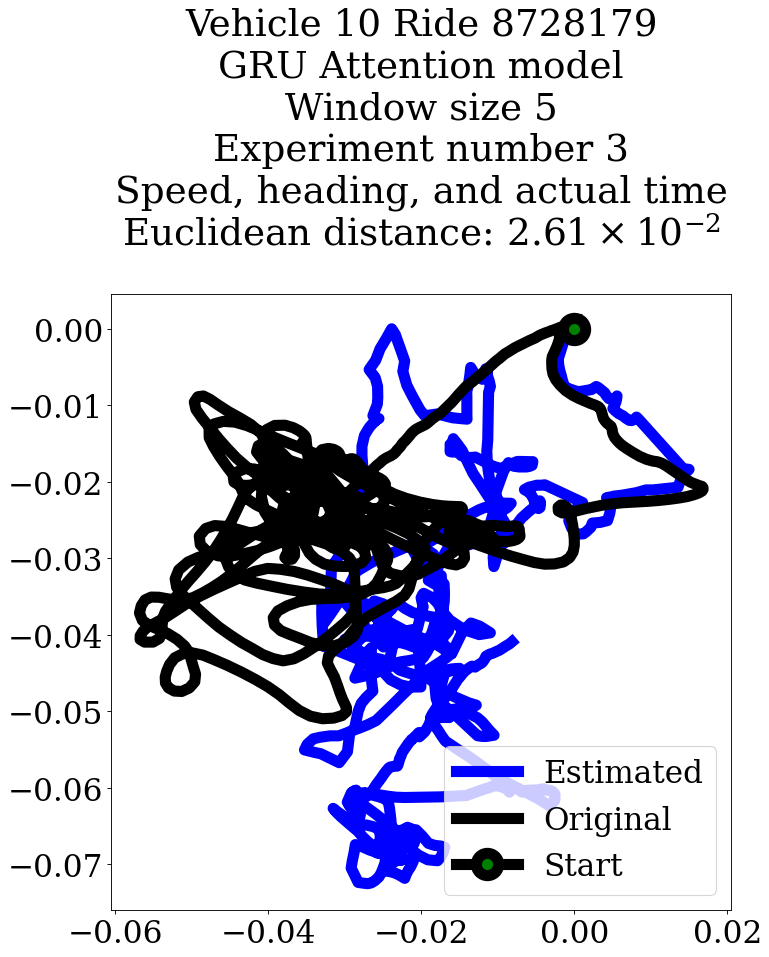 Vehicle 10 Ride 8728179
GRU Attention model
Window size 5
Experiment number 3
Speed, heading, and actual time
Euclidean distance: 2.61 × 10⁻²
0.00
−0.01
−0.02
−0.03
−0.04
−0.05
−0.06
−0.07
Estimated
Original
Start
−0.06 −0.04 −0.02 0.00 0.02